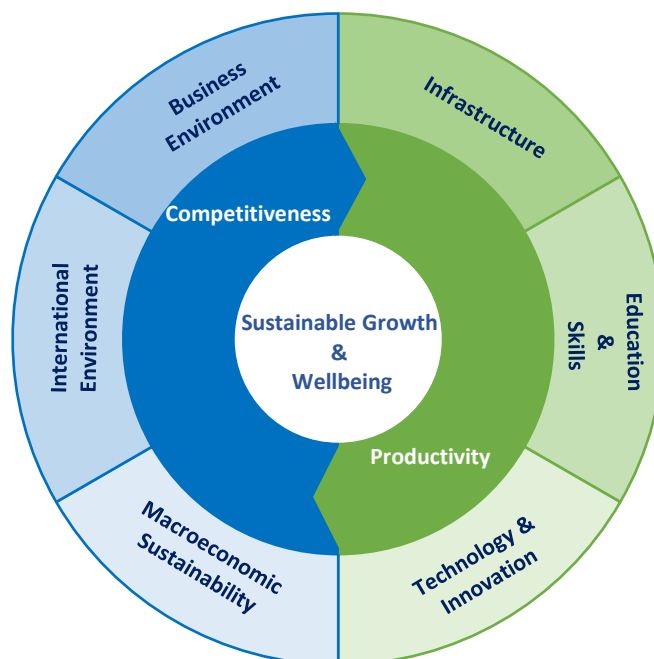 Business
Environment
Infrastructure
Competitiveness
International
Environment
Sustainable Growth
&
Wellbeing
Education
&
Skills
Productivity
Macroeconomic
Sustainability
Technology &
Innovation